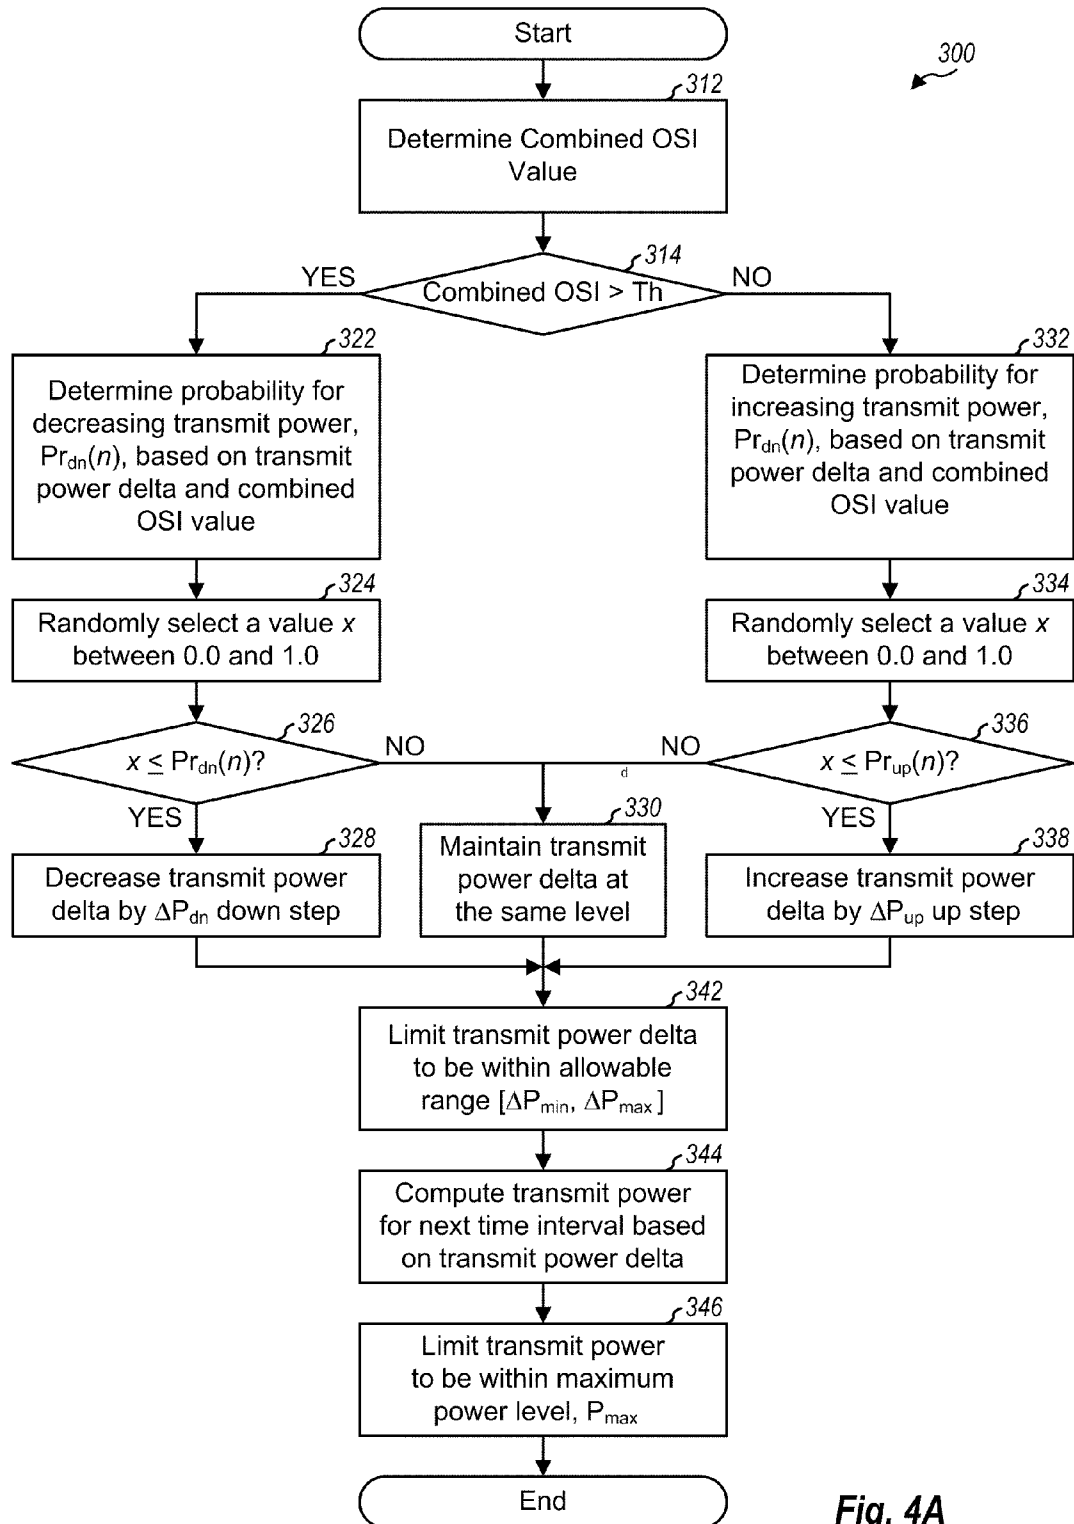 Start
300
312
Determine Combined OSI
Value
314
YES
Combined OSI > Th
NO
322
Determine probability for
decreasing transmit power,
Prdn(n), based on transmit
power delta and combined
OSI value
332
Determine probability for
increasing transmit power,
Prdn(n), based on transmit
power delta and combined
OSI value
324
Randomly select a value x
between 0.0 and 1.0
334
Randomly select a value x
between 0.0 and 1.0
326
x ≤ Prdn(n)?
NO
YES
d
336
x ≤ Prup(n)?
NO
YES
328
Decrease transmit power
delta by ΔPdn down step
330
Maintain transmit
power delta at
the same level
338
Increase transmit power
delta by ΔPup up step
342
Limit transmit power delta
to be within allowable
range [ΔPmin, ΔPmax ]
344
Compute transmit power
for next time interval based
on transmit power delta
346
Limit transmit power
to be within maximum
power level, Pmax
End
Fig. 4A